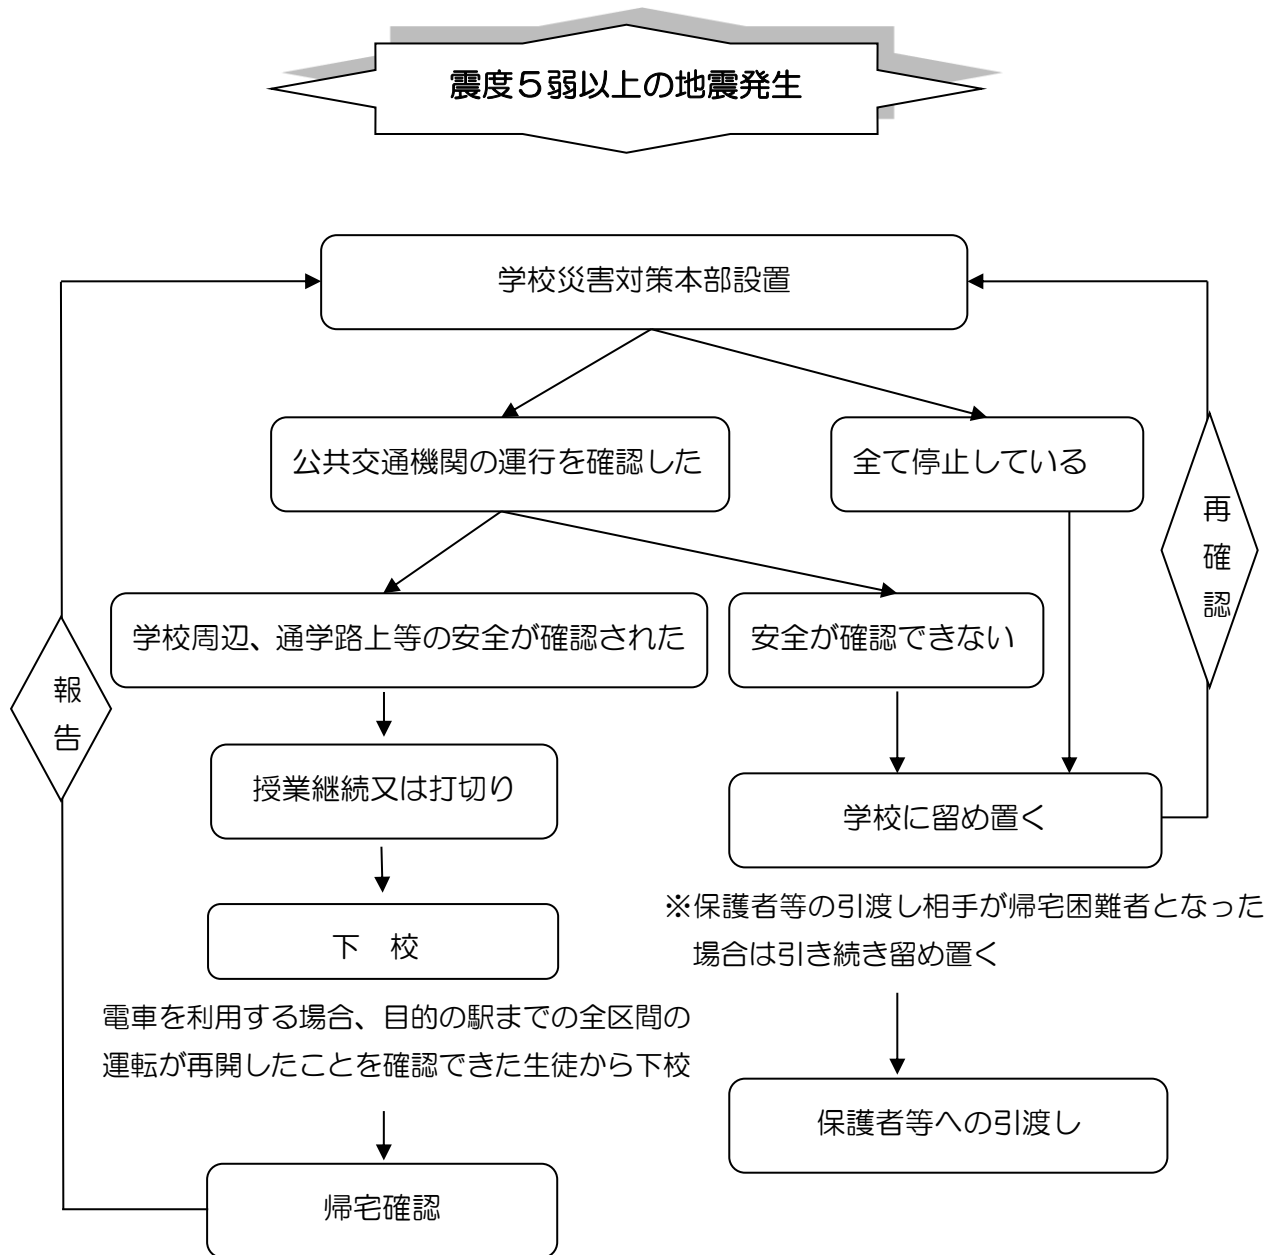 震度５弱以上の地震発生
学校災害対策本部設置
公共交通機関の運行を確認した
全て停止している
再確認
学校周辺、通学路上等の安全が確認された
安全が確認できない
報告
授業継続又は打切り
学校に留め置く
※保護者等の引渡し相手が帰宅困難者となった
場合は引き続き留め置く
下　校
電車を利用する場合、目的の駅までの全区間の
運転が再開したことを確認できた生徒から下校
保護者等への引渡し
帰宅確認